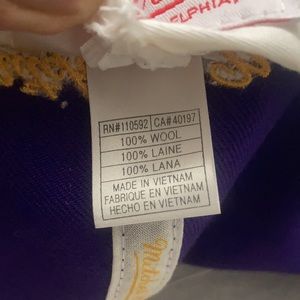 ELPHIA
RN#110592 CA#40197
100% WOOL
100% LAINE
100% LANA
MADE IN VIETNAM
FABRIQUE EN VIETNAM
HECHO EN VIETNAM